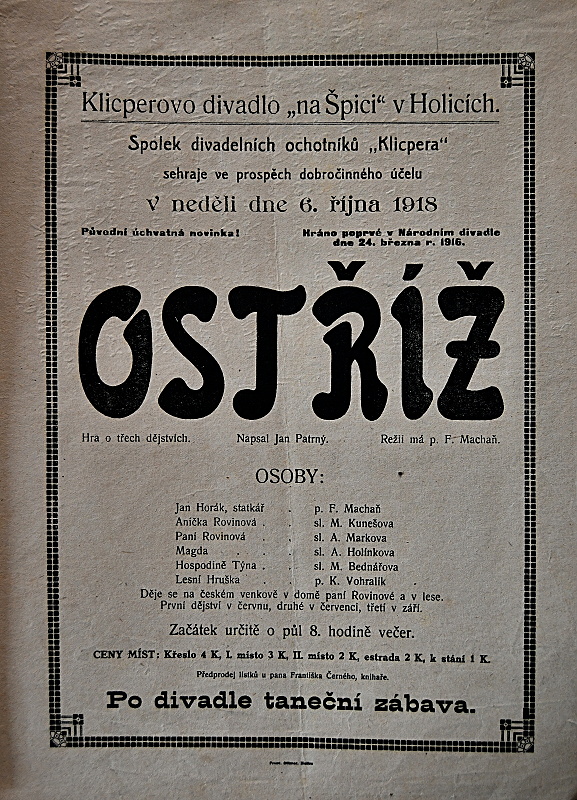 Klicperovo divadlo „na Špici“ v Holicích.
Spolek divadelních ochotníků „Klicpera“
sehraje ve prospěch dobročinného účelu
v neděli dne 6. října 1918
Původní úchvatná novinka!
Hráno poprvé v Národním divadle
dne 24. března r. 1916.
OSTŘÍŽ
Hra o třech dějstvích. Napsal Jan Patrný. Režii má p. F. Machaň.
OSOBY:
Jan Horák, statkář . p. F. Machaň
Anička Rovinová . . sl. M. Kunešova
Paní Rovinová . . sl. A. Markova
Magda . . . sl. A. Holínkova
Hospodině Týna . . sl. M. Bednářova
Lesní Hruška . . p. K. Vohralík
Děje se na českém venkově v domě paní Rovinové a v lese.
První dějství v červnu, druhé v červenci, třetí v září.
Začátek určitě o půl 8. hodině večer.
CENY MÍST: Křeslo 4 K, I. místo 3 K, II. místo 2 K, estrada 2 K, k stání 1 K.
Předprodej lístků u pana Františka Černého, knihaře.
Po divadle taneční zábava.